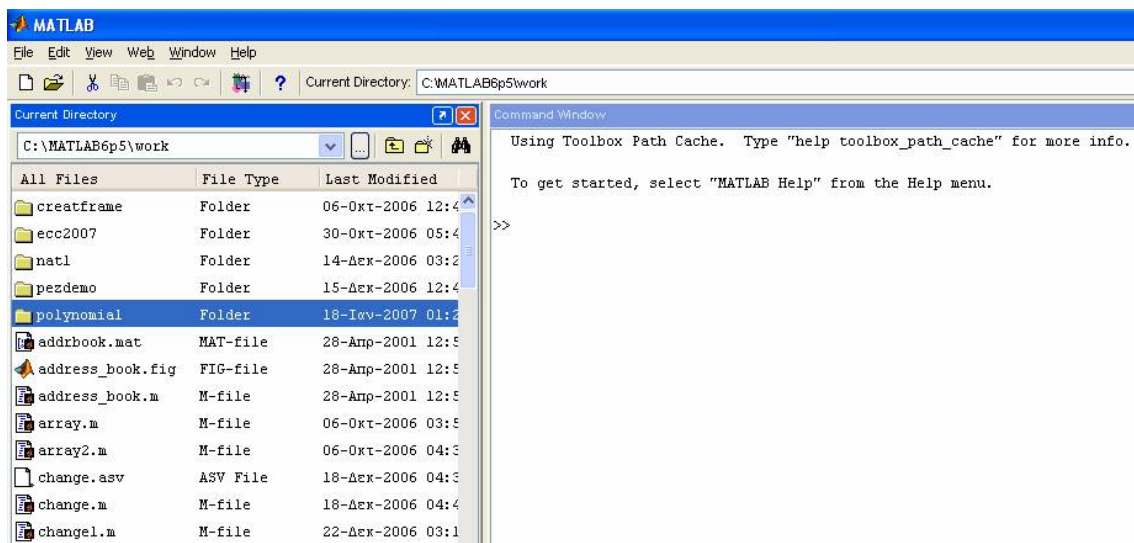 MATLAB
File Edit View Web Window Help
? Current Directory: C:\MATLAB6p5\work
Current Directory
C:\MATLAB6p5\work ...
All Files File Type Last Modified
creatframe Folder 06-Οκτ-2006 12:4
ecc2007 Folder 30-Οκτ-2006 05:4
nat1 Folder 14-Δεκ-2006 03:2
pezdemo Folder 15-Δεκ-2006 12:4
polynomial Folder 18-Ιαν-2007 01:2
addrbook.mat MAT-file 28-Απρ-2001 12:5
address_book.fig FIG-file 28-Απρ-2001 12:5
address_book.m M-file 28-Απρ-2001 12:5
array.m M-file 06-Οκτ-2006 03:5
array2.m M-file 06-Οκτ-2006 04:3
change.asv ASV File 18-Δεκ-2006 04:3
change.m M-file 18-Δεκ-2006 04:4
change1.m M-file 22-Δεκ-2006 03:1
Command Window
Using Toolbox Path Cache. Type "help toolbox_path_cache" for more info.
To get started, select "MATLAB Help" from the Help menu.
>>